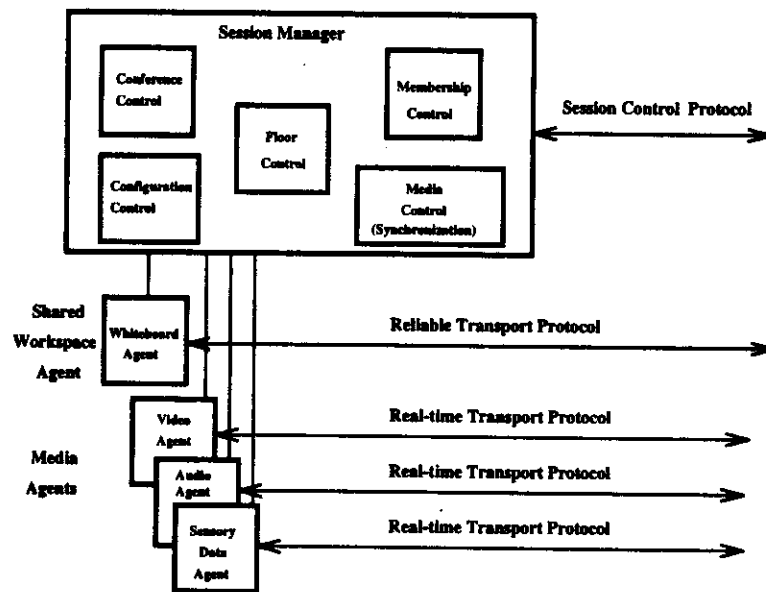 Session Manager
Conference
Control
Membership
Control
Floor
Control
Configuration
Control
Media
Control
(Synchronization)
Session Control Protocol
Shared
Workspace
Agent
Whiteboard
Agent
Reliable Transport Protocol
Video
Agent
Real-time Transport Protocol
Media
Agents
Audio
Agent
Real-time Transport Protocol
Sensory
Data
Agent
Real-time Transport Protocol